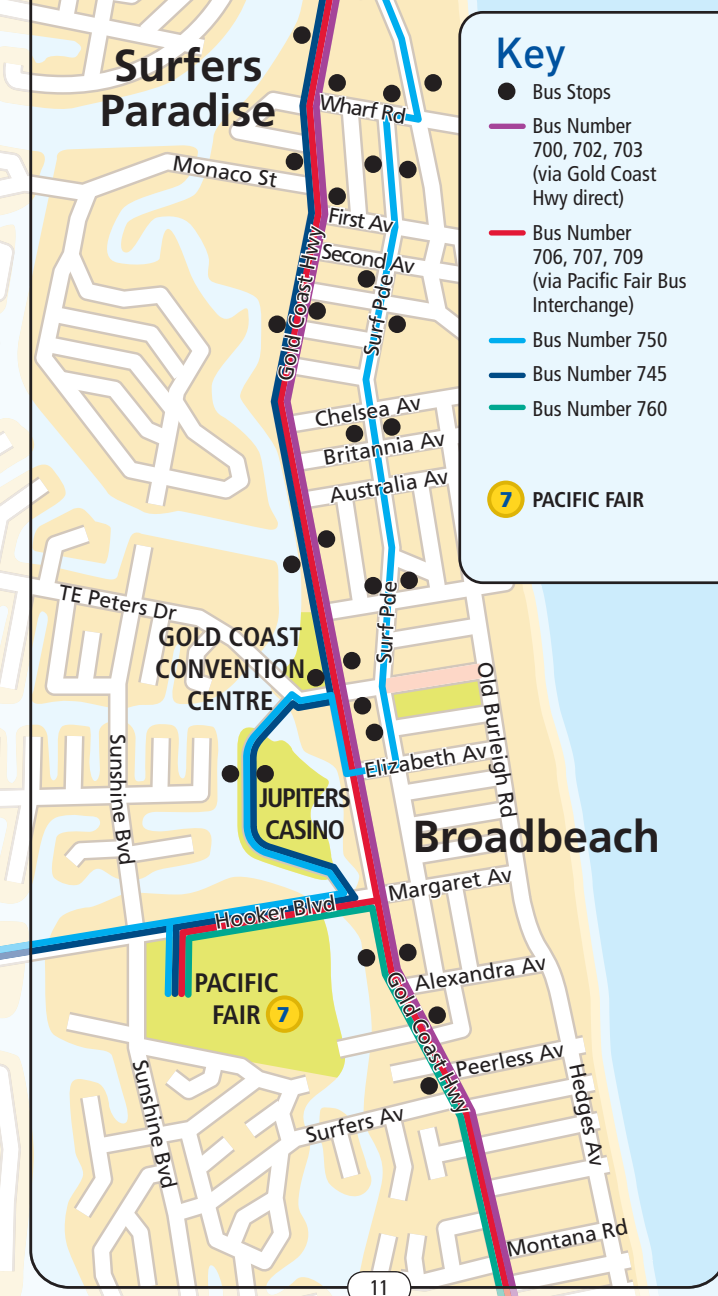 Surfers
Paradise
Wharf Rd
Monaco St
First Av
Second Av
Gold Coast Hwy
Surf Pde
Chelsea Av
Britannia Av
Australia Av
TE Peters Dr
GOLD COAST
CONVENTION
CENTRE
Surf Pde
Old Burleigh Rd
Sunshine Blvd
Elizabeth Av
JUPITERS
CASINO
Broadbeach
Margaret Av
Hooker Blvd
PACIFIC
FAIR 7
Alexandra Av
Gold Coast Hwy
Peerless Av
Hedges Av
Sunshine Blvd
Surfers Av
Montana Rd
Key
Bus Stops
Bus Number
700, 702, 703
(via Gold Coast
Hwy direct)
Bus Number
706, 707, 709
(via Pacific Fair Bus
Interchange)
Bus Number 750
Bus Number 745
Bus Number 760
7 PACIFIC FAIR
11